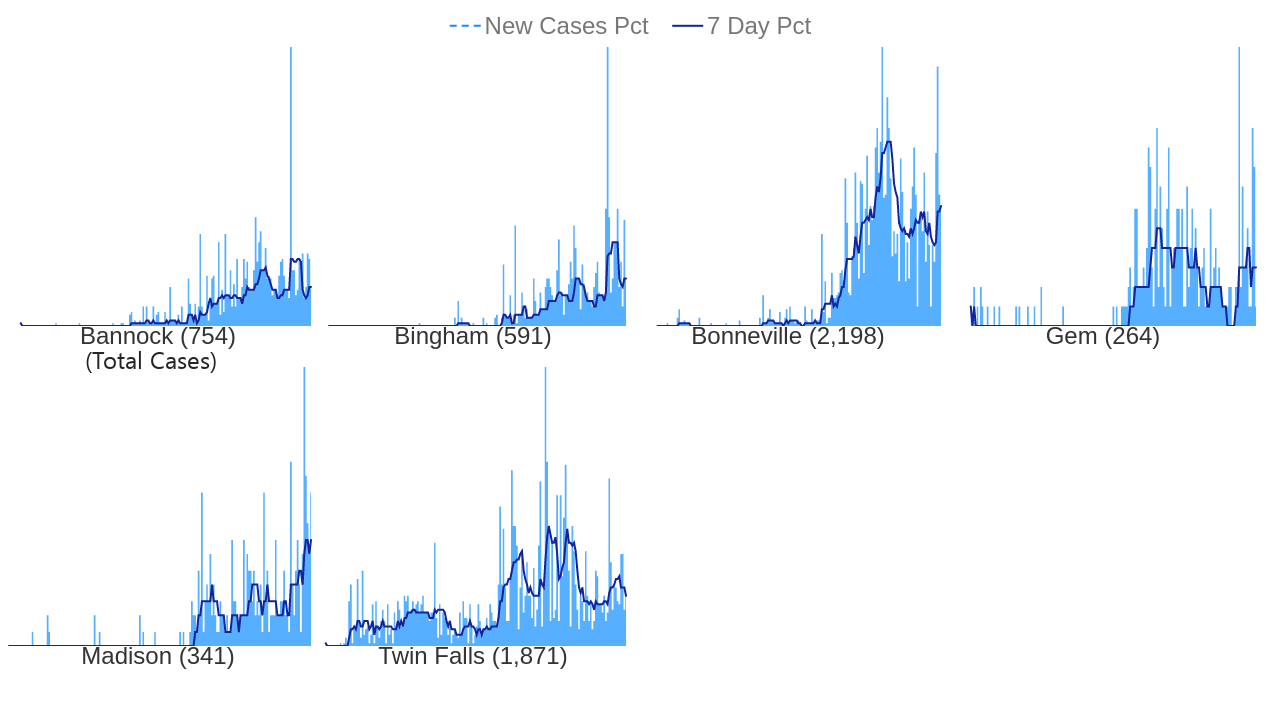 New Cases Pct 7 Day Pct
Bannock (754) Bingham (591) Bonneville (2,198) Gem (264)
(Total Cases)
Madison (341) Twin Falls (1,871)